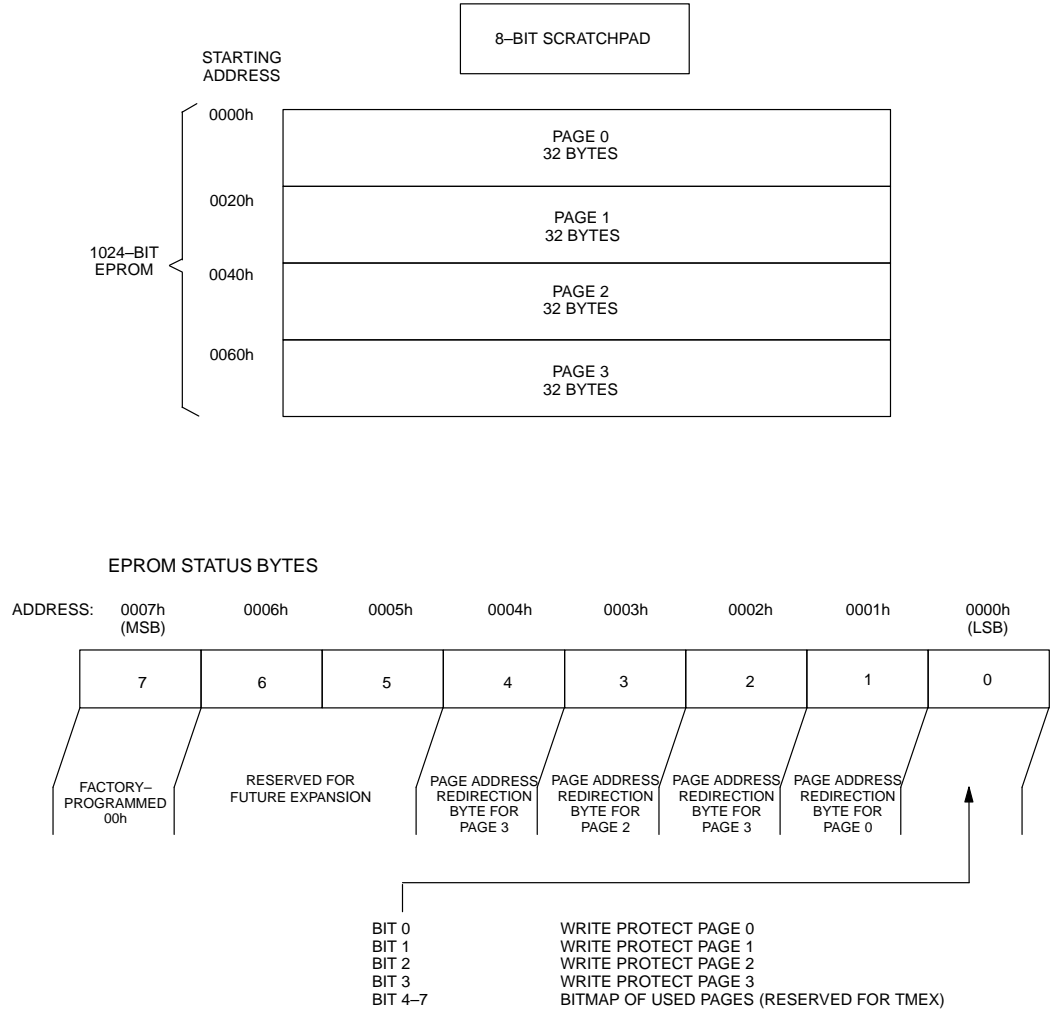 8–BIT SCRATCHPAD
STARTING
ADDRESS
0000h
PAGE 0
32 BYTES
0020h
PAGE 1
32 BYTES
1024–BIT
EPROM
0040h
PAGE 2
32 BYTES
0060h
PAGE 3
32 BYTES
EPROM STATUS BYTES
ADDRESS: 0007h 0006h 0005h 0004h 0003h 0002h 0001h 0000h
(MSB) (LSB)
7 6 5 4 3 2 1 0
FACTORY–
PROGRAMMED
00h
RESERVED FOR
FUTURE EXPANSION
PAGE ADDRESS
REDIRECTION
BYTE FOR
PAGE 3
PAGE ADDRESS
REDIRECTION
BYTE FOR
PAGE 2
PAGE ADDRESS
REDIRECTION
BYTE FOR
PAGE 3
PAGE ADDRESS
REDIRECTION
BYTE FOR
PAGE 0
BIT 0 WRITE PROTECT PAGE 0
BIT 1 WRITE PROTECT PAGE 1
BIT 2 WRITE PROTECT PAGE 2
BIT 3 WRITE PROTECT PAGE 3
BIT 4–7 BITMAP OF USED PAGES (RESERVED FOR TMEX)